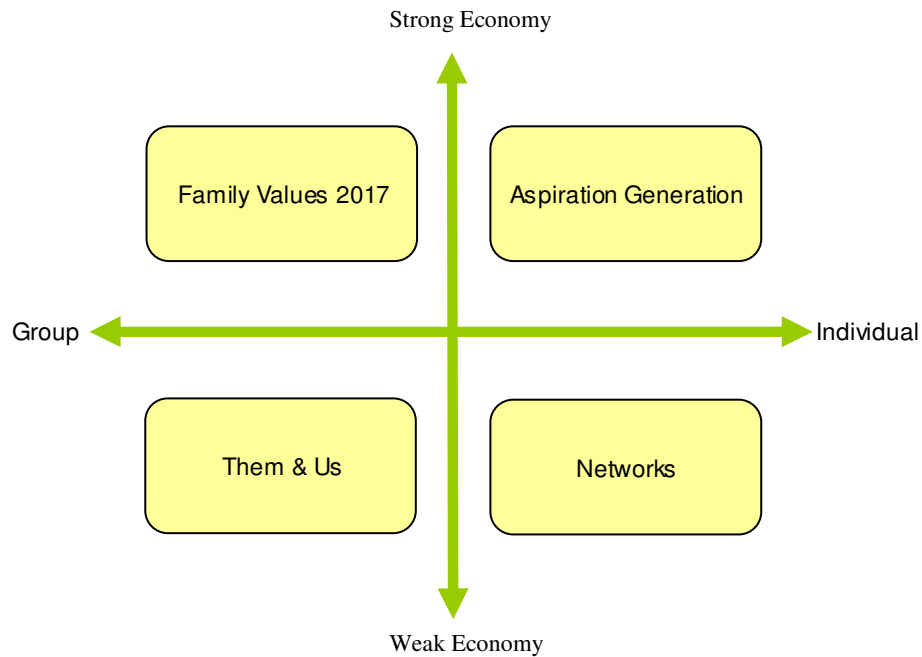 Strong Economy
Family Values 2017
Aspiration Generation
Group
Individual
Them & Us
Networks
Weak Economy